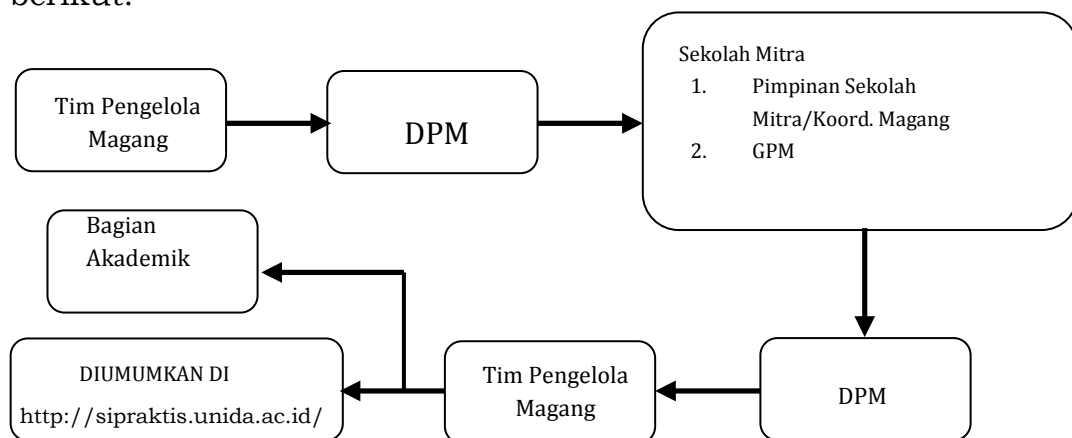 berikut:
Tim Pengelola
Magang
DPM
Sekolah Mitra
1. Pimpinan Sekolah
Mitra/Koord. Magang
2. GPM
Bagian
Akademik
DIUMUMKAN DI
http://sipraktis.unida.ac.id/
Tim Pengelola
Magang
DPM